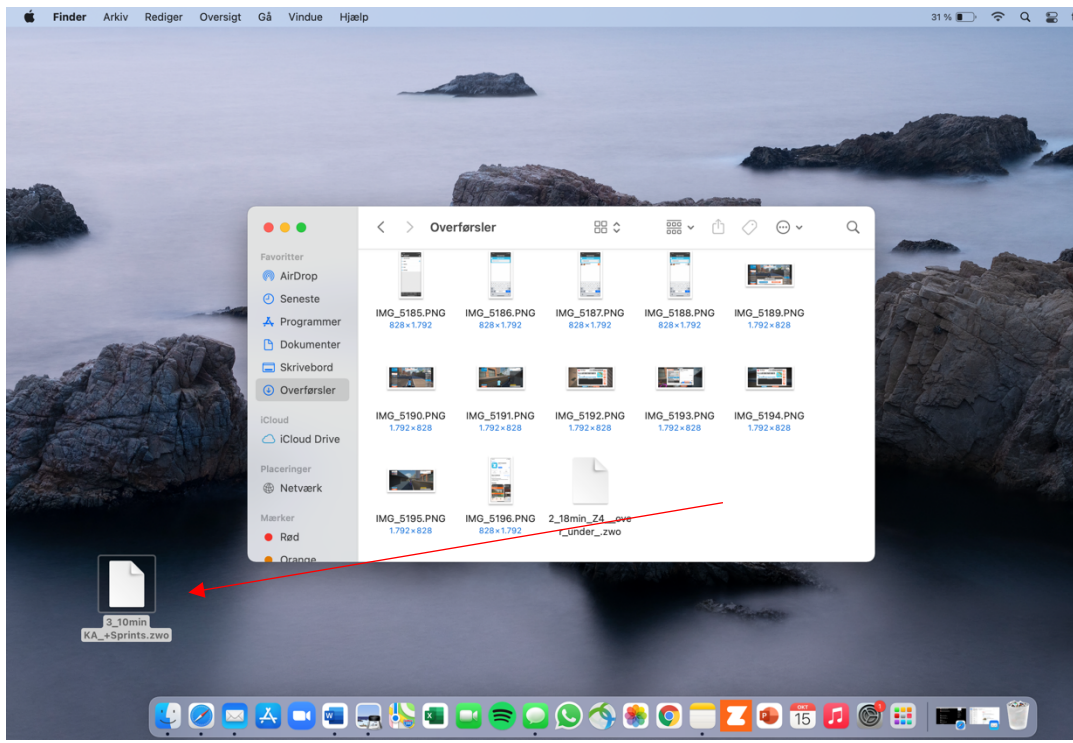 Finder Arkiv Rediger Oversigt Gå Vindue Hjælp 31 %
Overførsler
Favoritter
AirDrop
Seneste
Programmer
Dokumenter
Skrivebord
Overførsler
iCloud
iCloud Drive
Placeringer
Netværk
Mærker
Rød
Orange
IMG_5185.PNG IMG_5186.PNG IMG_5187.PNG IMG_5188.PNG IMG_5189.PNG
828×1.792 828×1.792 828×1.792 828×1.792 1.792×828
IMG_5190.PNG IMG_5191.PNG IMG_5192.PNG IMG_5193.PNG IMG_5194.PNG
1.792×828 1.792×828 1.792×828 1.792×828 1.792×828
IMG_5195.PNG IMG_5196.PNG 2_18min_Z4__ove
1.792×828 828×1.792 r_under_.zwo
3_10min
KA_+Sprints.zwo
OKT
15
1